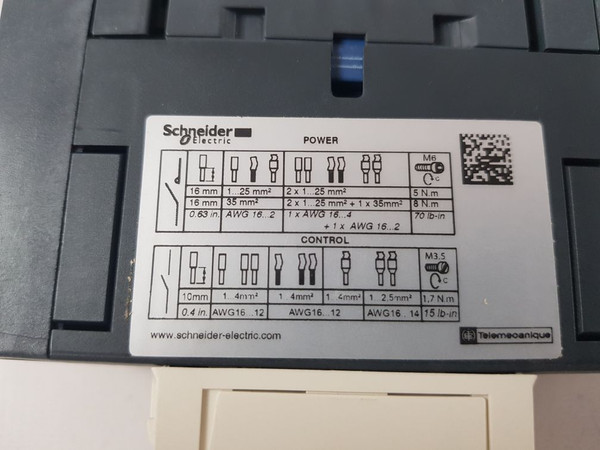 Schneider
Electric
POWER
M6
C
16 mm 1...25 mm² 2 x 1...25 mm² 5 N.m
16 mm 35 mm² 2 x 1...25 mm² + 1 x 35mm² 8 N.m
0.63 in. AWG 16...2 1 x AWG 16...4 70 lb-in
+ 1 x AWG 16...2
CONTROL
M3,5
C
10mm 1...4mm² 1...4mm² 1...4mm² 1...2.5mm² 1,7 N.m
0.4 in. AWG16...12 AWG16...12 AWG16...14 15 lb-in
www.schneider-electric.com
Telemecanique